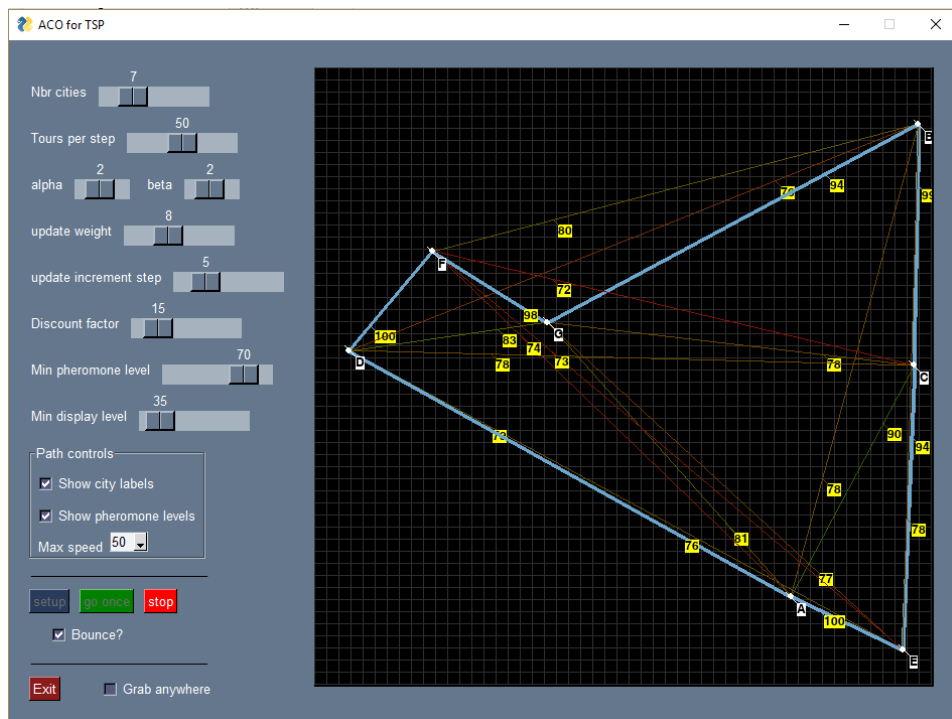 ACO for TSP
7
Nbr cities
50
Tours per step
2
2
alpha
beta
8
update weight
5
update increment step
15
Discount factor
70
Min pheromone level
35
Min display level
Path controls
Show city labels
Show pheromone levels
Max speed 50
setup
go once
stop
Bounce?
Exit
Grab anywhere
94
99
80
F
72
98
G
100
83
74
D
78
73
78
C
90
94
78
78
81
76
77
A
100
E